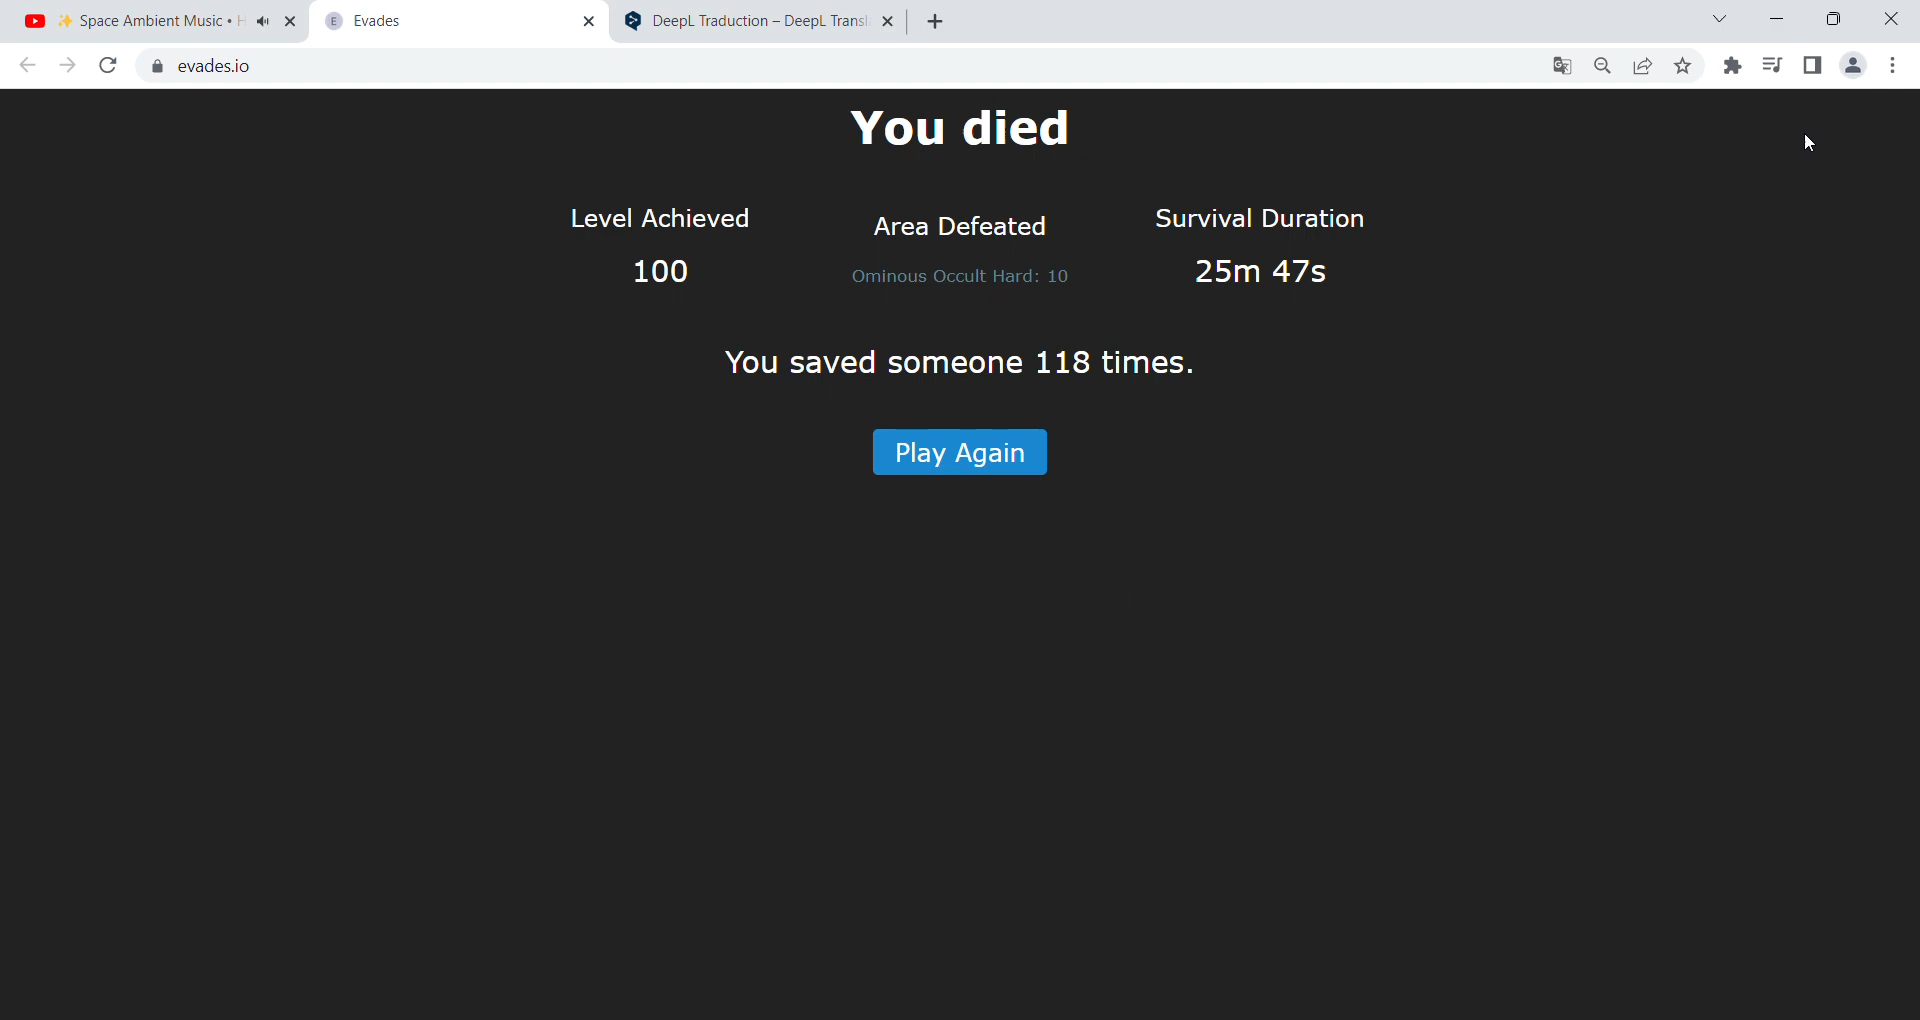 ✨ Space Ambient Music •
Evades
DeepL Traduction – DeepL Transl
evades.io
You died
Level Achieved
Area Defeated
Survival Duration
100
Ominous Occult Hard: 10
25m 47s
You saved someone 118 times.
Play Again